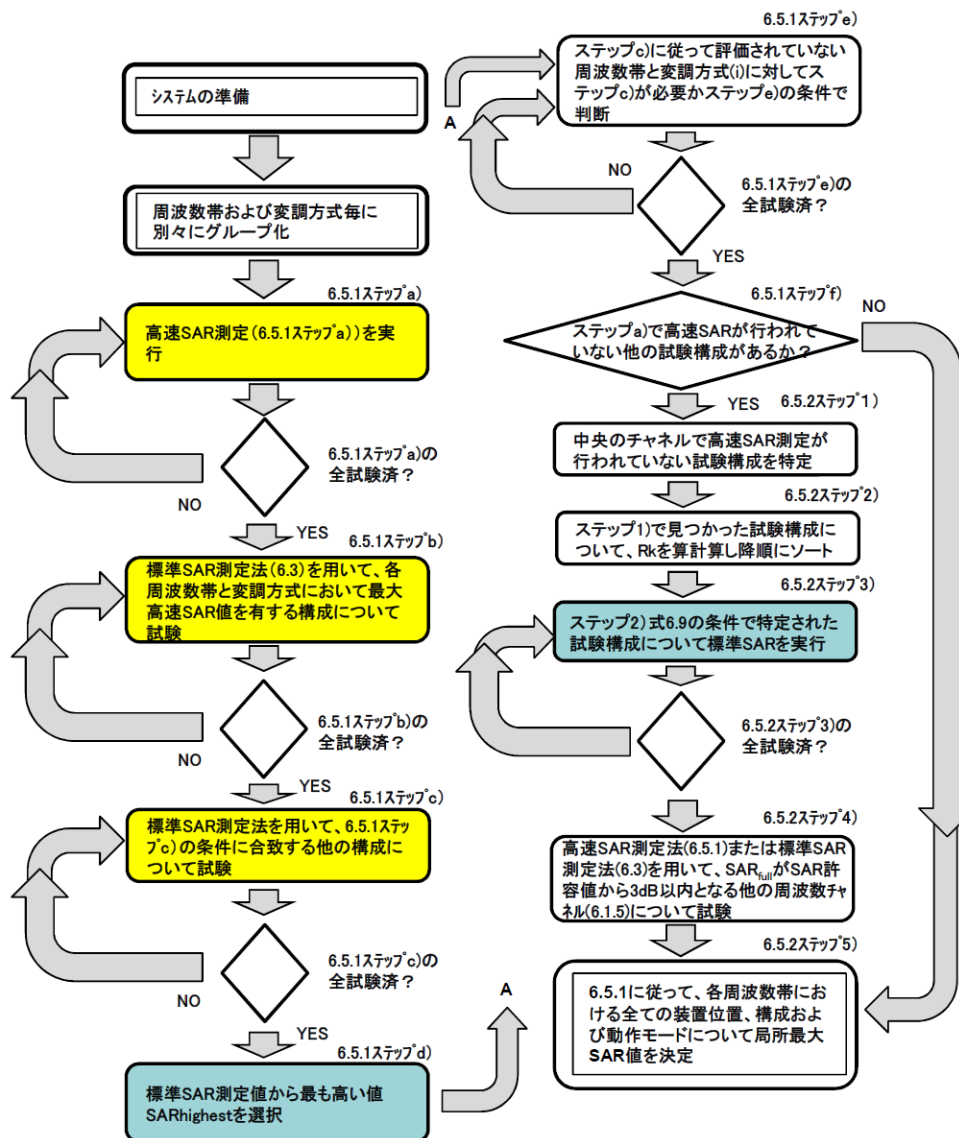 システムの準備
周波数帯および変調方式毎に
別々にグループ化
6.5.1ステップa)
高速SAR測定(6.5.1ステップa))を実
行
6.5.1ステップa)の
全試験済？
NO
YES
6.5.1ステップb)
標準SAR測定法(6.3)を用いて、各
周波数帯と変調方式において最大
高速SAR値を有する構成について
試験
6.5.1ステップb)の
全試験済？
NO
YES
6.5.1ステップc)
標準SAR測定法を用いて、6.5.1ステッ
プc)の条件に合致する他の構成に
ついて試験
6.5.1ステップc)の
全試験済？
NO
YES
6.5.1ステップd)
標準SAR測定値から最も高い値
SARhighestを選択
A
6.5.1ステップe)
ステップc)に従って評価されていない
周波数帯と変調方式(i)に対してス
テップc)が必要かステップe)の条件で
判断
A
NO
6.5.1ステップe)の
全試験済？
YES
6.5.1ステップf)
NO
ステップa)で高速SARが行われて
いない他の試験構成があるか？
YES
6.5.2ステップ1)
中央のチャネルで高速SAR測定が
行われていない試験構成を特定
6.5.2ステップ2)
ステップ1)で見つかった試験構成に
ついて、Rkを算計算し降順にソート
6.5.2ステップ3)
ステップ2)式6.9の条件で特定された
試験構成について標準SARを実行
6.5.2ステップ3)の
全試験済？
NO
YES
6.5.2ステップ4)
高速SAR測定法(6.5.1)または標準SAR
測定法(6.3)を用いて、SARfullがSAR許
容値から3dB以内となる他の周波数チャ
ネル(6.1.5)について試験
6.5.2ステップ5)
6.5.1に従って、各周波数帯にお
ける全ての装置位置、構成およ
び動作モードについて局所最大
SAR値を決定